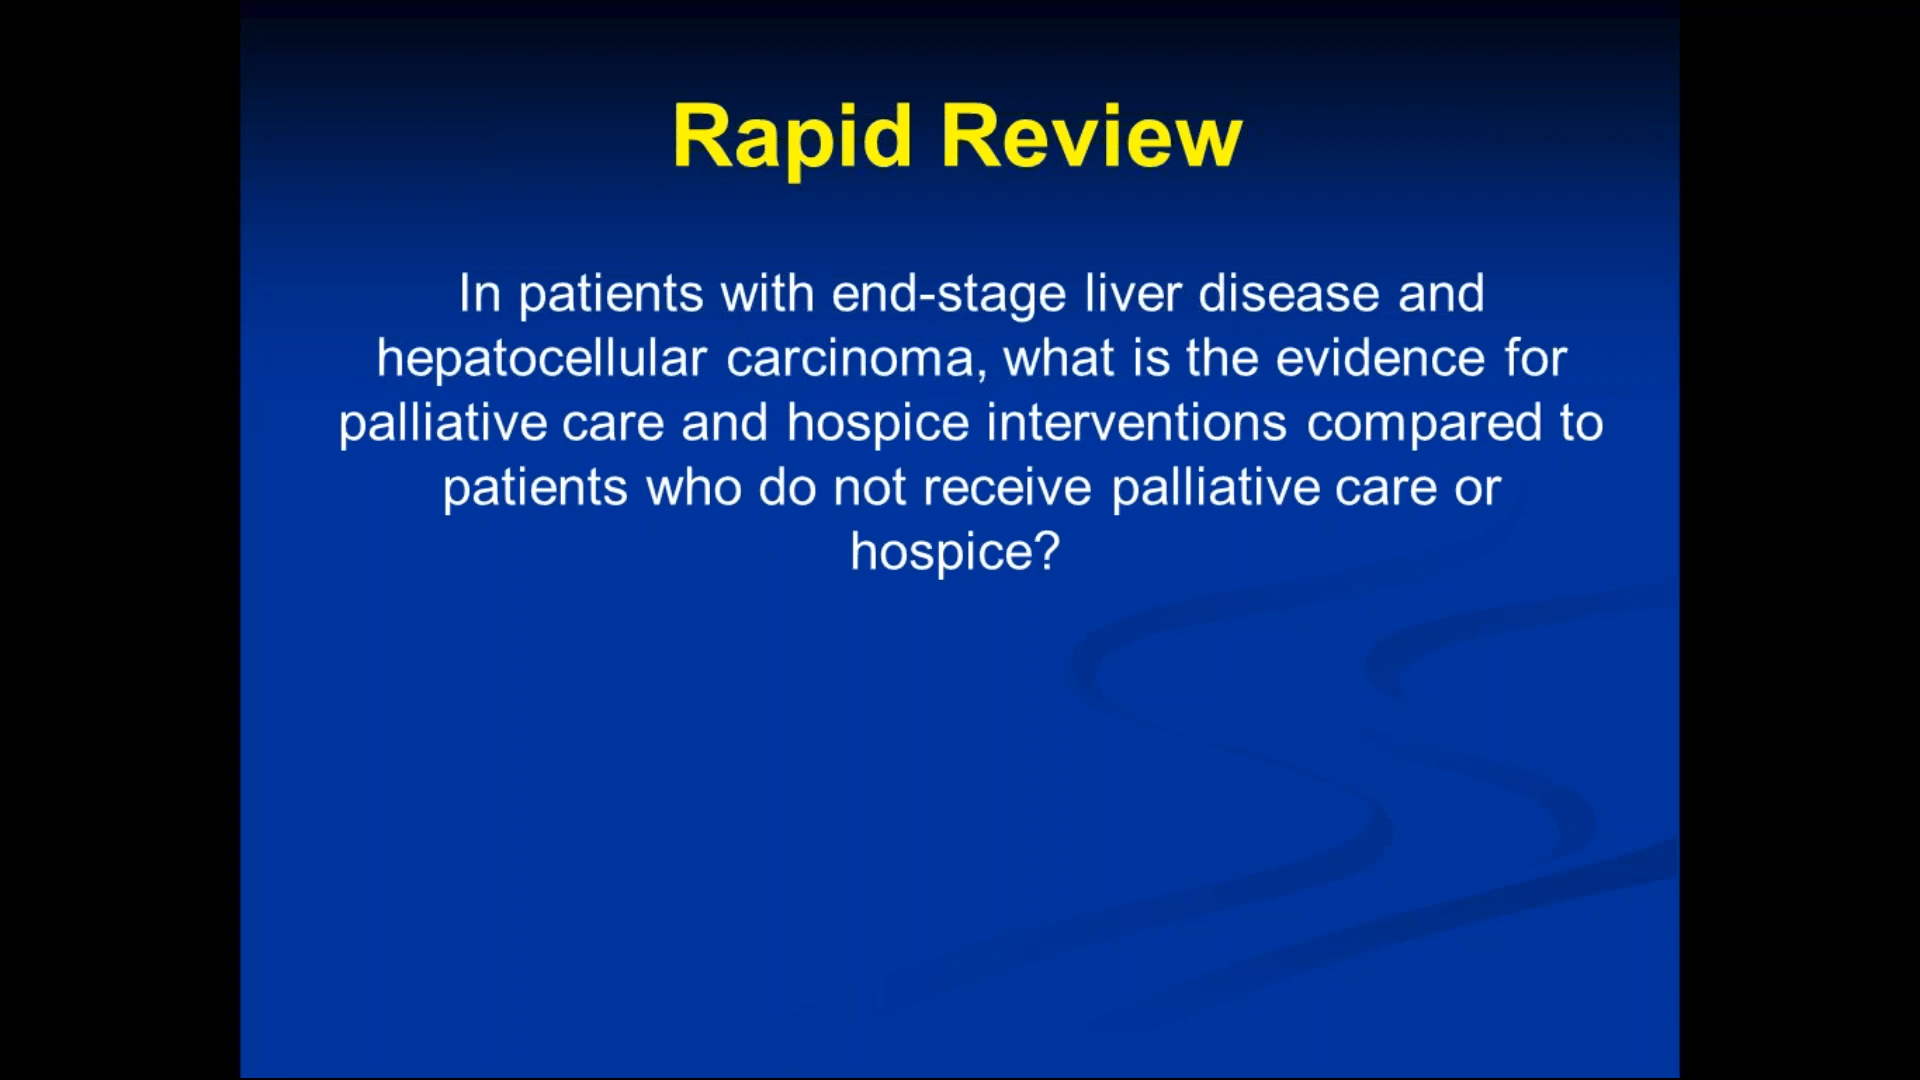 Rapid Review
In patients with end-stage liver disease and
hepatocellular carcinoma, what is the evidence for
palliative care and hospice interventions compared to
patients who do not receive palliative care or
hospice?